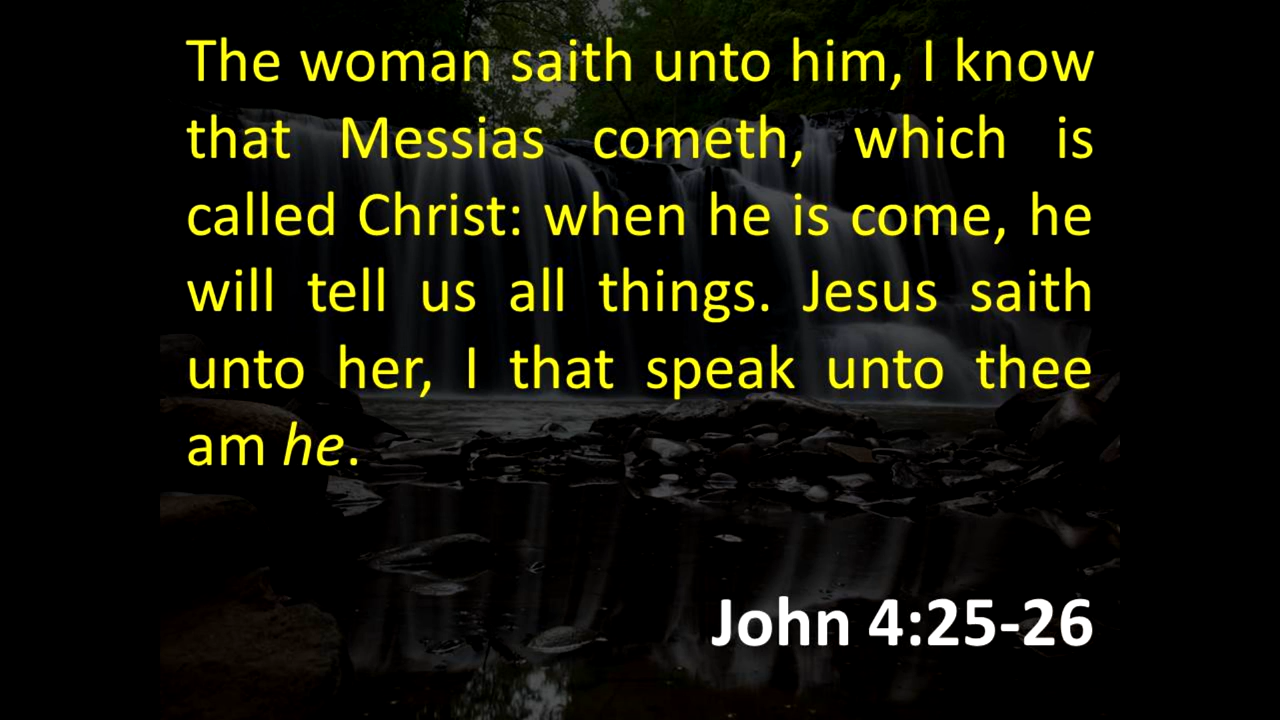 The woman saith unto him, I know
that Messias cometh, which is
called Christ: when he is come, he
will tell us all things. Jesus saith
unto her, I that speak unto thee
am he.
John 4:25-26